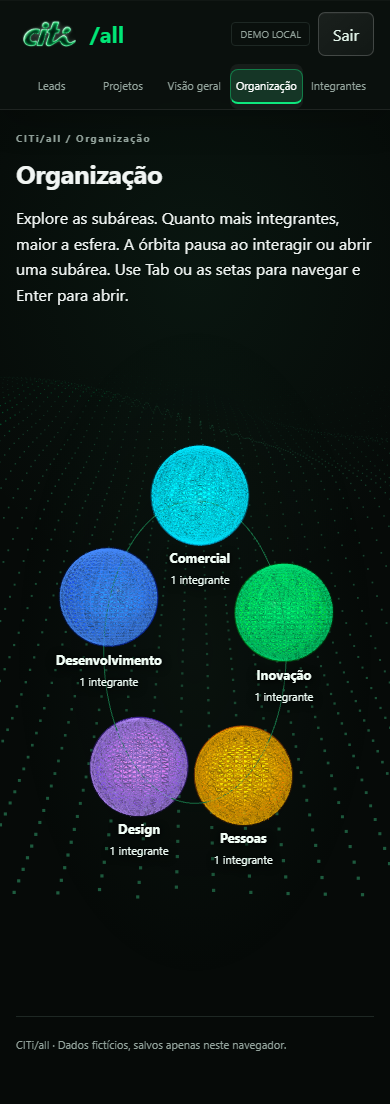 citi /all
DEMO LOCAL
Sair
Leads
Projetos
Visão geral
Organização
Integrantes
CITi/all / Organização
Organização
Explore as subáreas. Quanto mais integrantes,
maior a esfera. A órbita pausa ao interagir ou abrir
uma subárea. Use Tab ou as setas para navegar e
Enter para abrir.
Comercial
1 integrante
Desenvolvimento
1 integrante
Inovação
1 integrante
Design
1 integrante
Pessoas
1 integrante
CITi/all · Dados fictícios, salvos apenas neste navegador.